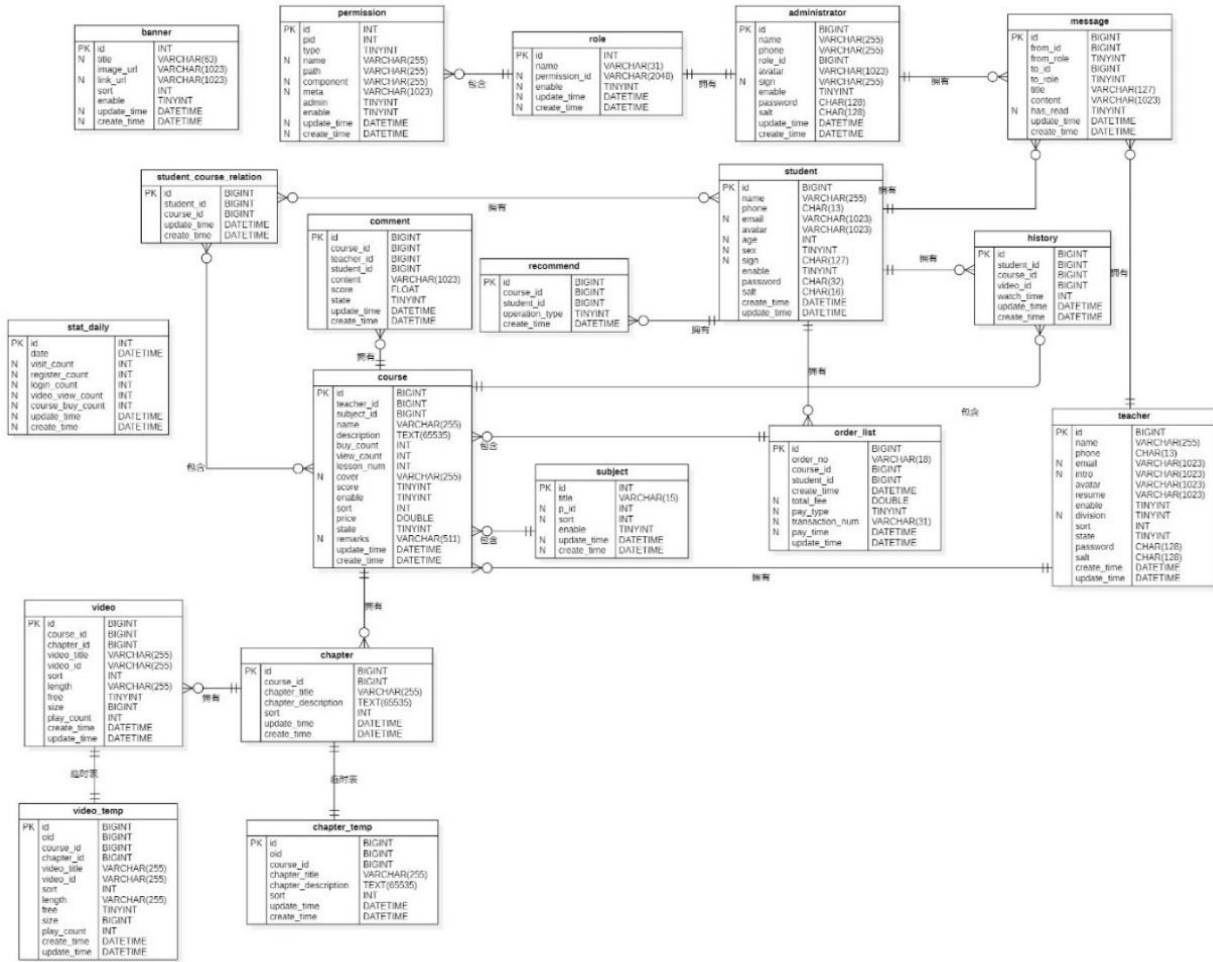 banner
PK id INT
N title VARCHAR(63)
image_url VARCHAR(1023)
N link_url VARCHAR(1023)
sort INT
enable TINYINT
N update_time DATETIME
N create_time DATETIME
permission
PK id INT
pid INT
type TINYINT
N name VARCHAR(255)
path VARCHAR(255)
N component VARCHAR(255)
N meta VARCHAR(1023)
admin TINYINT
enable TINYINT
N update_time DATETIME
N create_time DATETIME
包含
role
PK id INT
name VARCHAR(31)
N permission_id VARCHAR(2048)
N enable TINYINT
N update_time DATETIME
N create_time DATETIME
拥有
administrator
PK id BIGINT
name VARCHAR(255)
phone VARCHAR(255)
role_id BIGINT
avatar VARCHAR(1023)
N sign VARCHAR(255)
enable TINYINT
password CHAR(128)
salt CHAR(128)
update_time DATETIME
create_time DATETIME
拥有
message
PK id BIGINT
from_id BIGINT
from_role TINYINT
to_id BIGINT
to_role TINYINT
title VARCHAR(127)
content VARCHAR(1023)
N has_read TINYINT
update_time DATETIME
create_time DATETIME
student_course_relation
PK id BIGINT
student_id BIGINT
course_id BIGINT
update_time DATETIME
create_time DATETIME
拥有
comment
PK id BIGINT
course_id BIGINT
teacher_id BIGINT
student_id BIGINT
content VARCHAR(1023)
score FLOAT
state TINYINT
update_time DATETIME
create_time DATETIME
拥有
recommend
PK id BIGINT
course_id BIGINT
student_id BIGINT
operation_type TINYINT
create_time DATETIME
拥有
student
PK id BIGINT
name VARCHAR(255)
phone CHAR(13)
N email VARCHAR(1023)
avatar VARCHAR(1023)
N age INT
N sex TINYINT
N sign CHAR(127)
enable TINYINT
password CHAR(32)
salt CHAR(16)
create_time DATETIME
update_time DATETIME
拥有
拥有
拥有
拥有
history
PK id BIGINT
student_id BIGINT
course_id BIGINT
video_id BIGINT
watch_time INT
update_time DATETIME
create_time DATETIME
包含
stat_daily
PK id INT
date DATETIME
N visit_count INT
N register_count INT
N login_count INT
N video_view_count INT
N course_buy_count INT
N update_time DATETIME
N create_time DATETIME
包含
course
PK id BIGINT
teacher_id BIGINT
subject_id BIGINT
name VARCHAR(255)
description TEXT(65535)
buy_count INT
view_count INT
lesson_num INT
N cover VARCHAR(255)
score TINYINT
enable TINYINT
sort INT
price DOUBLE
state TINYINT
N remarks VARCHAR(511)
update_time DATETIME
create_time DATETIME
包含
包含
拥有
拥有
subject
PK id INT
title VARCHAR(15)
N p_id INT
N sort INT
enable TINYINT
N update_time DATETIME
N create_time DATETIME
order_list
PK id BIGINT
order_no VARCHAR(18)
course_id BIGINT
student_id BIGINT
create_time DATETIME
N total_fee DOUBLE
N pay_type TINYINT
N transaction_num VARCHAR(31)
N pay_time DATETIME
update_time DATETIME
teacher
PK id BIGINT
name VARCHAR(255)
phone CHAR(13)
N email VARCHAR(1023)
N intro VARCHAR(1023)
avatar VARCHAR(1023)
resume VARCHAR(1023)
enable TINYINT
N division TINYINT
sort INT
state TINYINT
password CHAR(128)
salt CHAR(128)
create_time DATETIME
update_time DATETIME
video
PK id BIGINT
course_id BIGINT
chapter_id BIGINT
video_title VARCHAR(255)
video_id VARCHAR(255)
sort INT
length VARCHAR(255)
free TINYINT
size BIGINT
play_count INT
create_time DATETIME
update_time DATETIME
拥有
chapter
PK id BIGINT
course_id BIGINT
chapter_title VARCHAR(255)
chapter_description TEXT(65535)
sort INT
update_time DATETIME
create_time DATETIME
临时表
临时表
video_temp
PK id BIGINT
oid BIGINT
course_id BIGINT
chapter_id BIGINT
video_title VARCHAR(255)
video_id VARCHAR(255)
sort INT
length VARCHAR(255)
free TINYINT
size BIGINT
play_count INT
create_time DATETIME
update_time DATETIME
chapter_temp
PK id BIGINT
oid BIGINT
course_id BIGINT
chapter_title VARCHAR(255)
chapter_description TEXT(65535)
sort INT
update_time DATETIME
create_time DATETIME